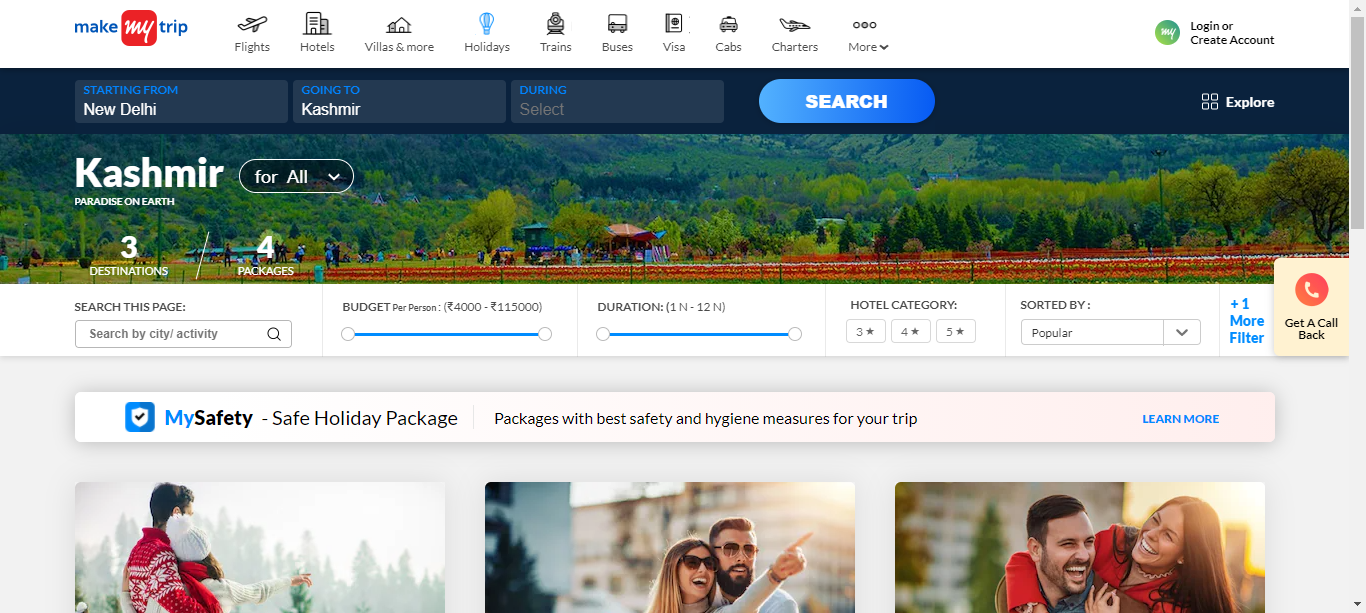 make my trip
Flights
Hotels
Villas & more
Holidays
Trains
Buses
Visa
Cabs
Charters
More
my
Login or
Create Account
STARTING FROM
New Delhi
GOING TO
Kashmir
DURING
Select
SEARCH
Explore
Kashmir
for All
PARADISE ON EARTH
3
DESTINATIONS
4
PACKAGES
SEARCH THIS PAGE:
Search by city/ activity
BUDGET Per Person : (₹4000 - ₹115000)
DURATION: (1 N - 12 N)
HOTEL CATEGORY:
3 ★
4 ★
5 ★
SORTED BY :
Popular
+ 1
More
Filter
Get A Call
Back
MySafety - Safe Holiday Package
Packages with best safety and hygiene measures for your trip
LEARN MORE